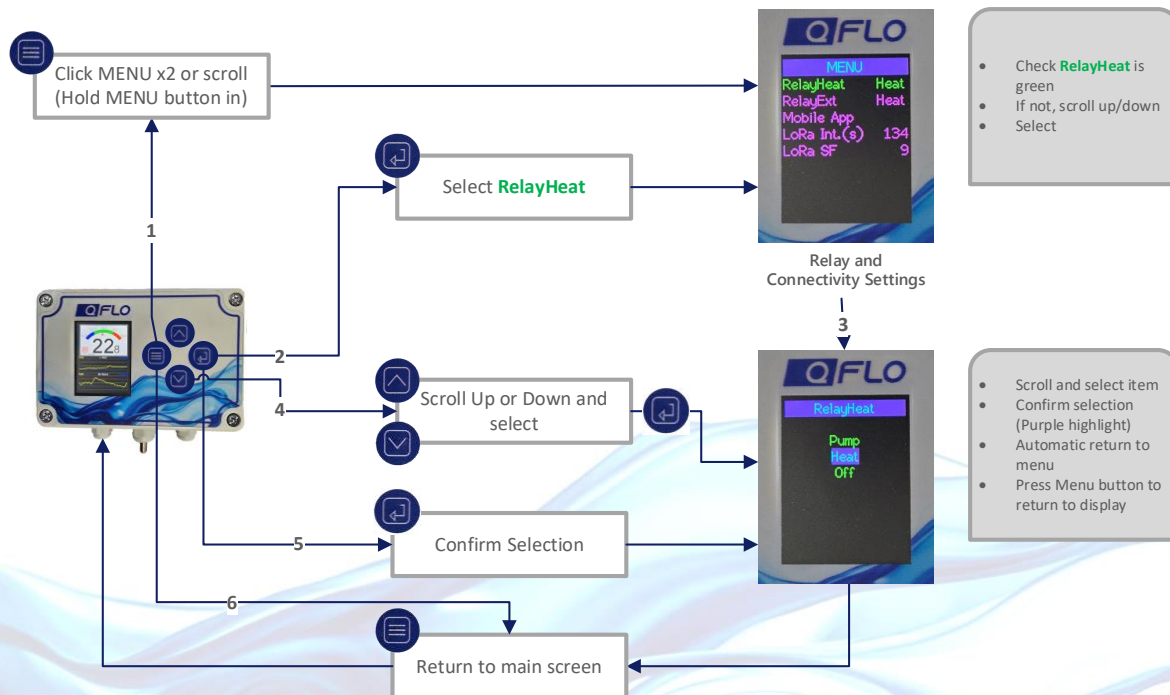 Click MENU x2 or scroll
(Hold MENU button in)
QFLO
MENU
RelayHeat Heat
RelayExt Heat
Mobile App
LoRa Int.(s) 134
LoRa SF 9
• Check RelayHeat is
green
• If not, scroll up/down
• Select
Select RelayHeat
1
Relay and
Connectivity Settings
QFLO
22.8
2
3
4
Scroll Up or Down and
select
QFLO
RelayHeat
Pump
Heat
Off
• Scroll and select item
• Confirm selection
(Purple highlight)
• Automatic return to
menu
• Press Menu button to
return to display
5
Confirm Selection
6
Return to main screen